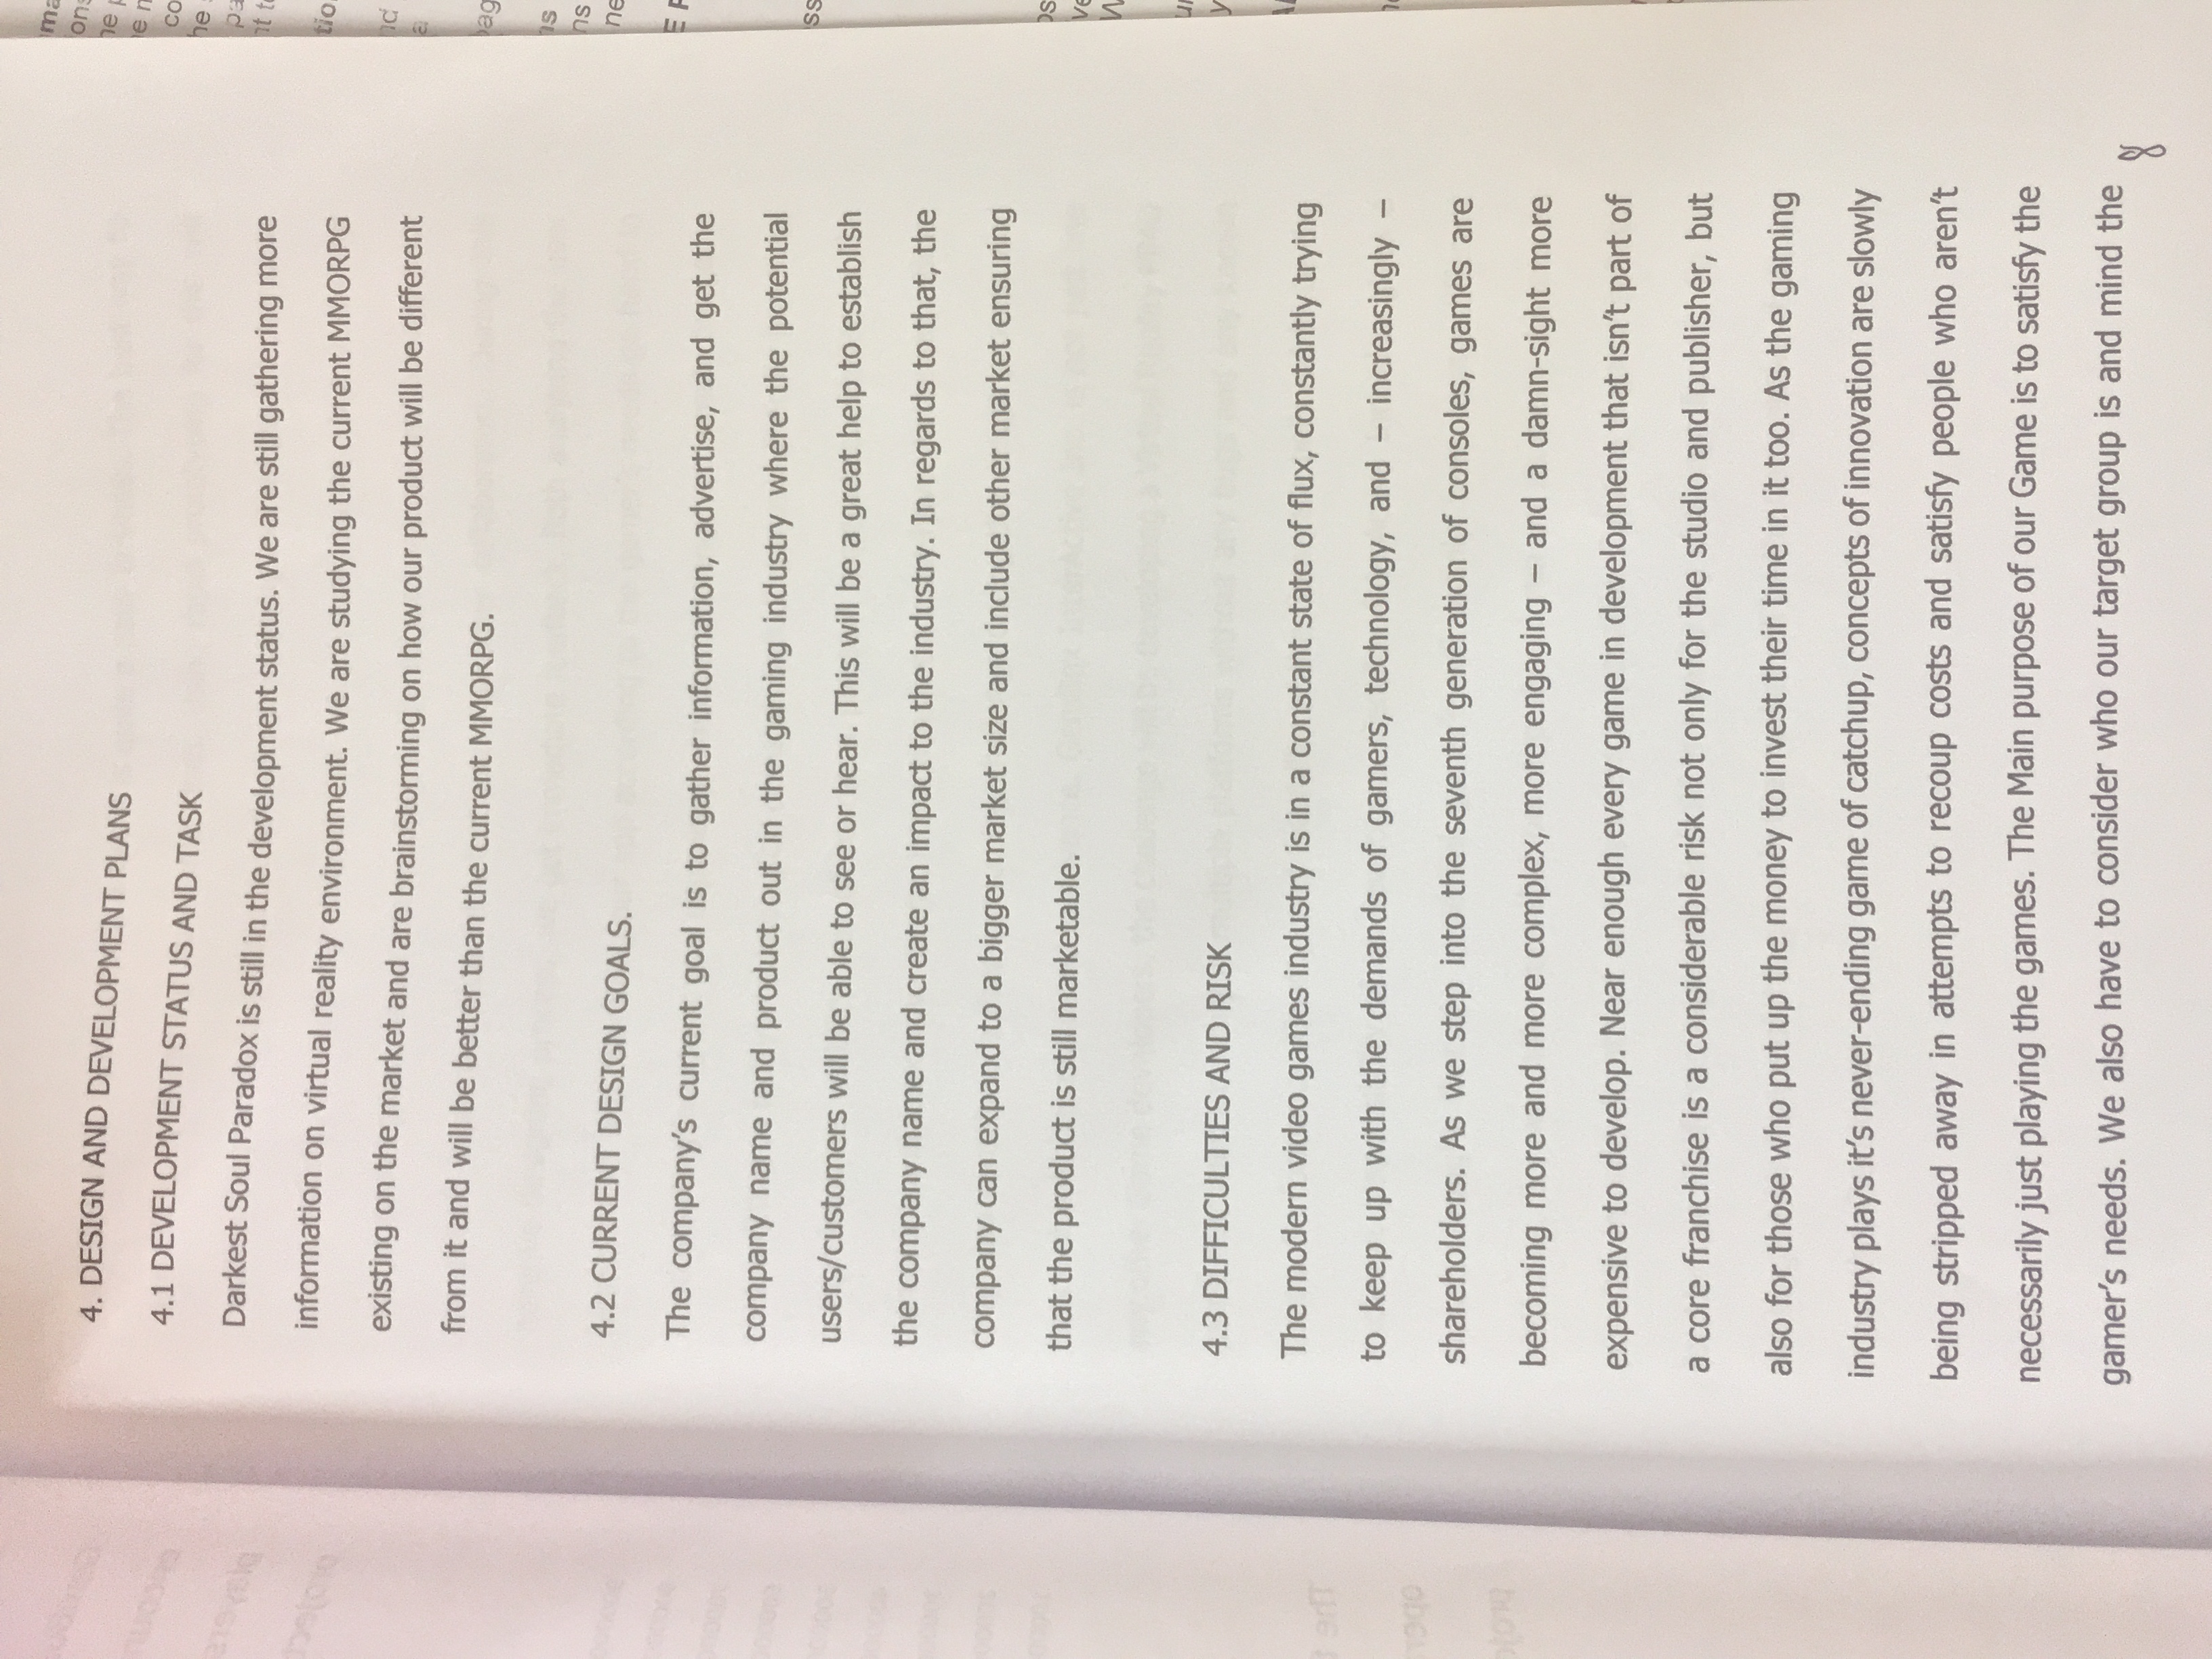 4. DESIGN AND DEVELOPMENT PLANS
4.1 DEVELOPMENT STATUS AND TASK
Darkest Soul Paradox is still in the development status. We are still gathering more
information on virtual reality environment. We are studying the current MMORPG
existing on the market and are brainstorming on how our product will be different
from it and will be better than the current MMORPG.
4.2 CURRENT DESIGN GOALS.
The company's current goal is to gather information, advertise, and get the
company name and product out in the gaming industry where the potential
users/customers will be able to see or hear. This will be a great help to establish
the company name and create an impact to the industry. In regards to that, the
company can expand to a bigger market size and include other market ensuring
that the product is still marketable.
4.3 DIFFICULTIES AND RISK
The modern video games industry is in a constant state of flux, constantly trying
to keep up with the demands of gamers, technology, and – increasingly –
shareholders. As we step into the seventh generation of consoles, games are
becoming more and more complex, more engaging – and a damn-sight more
expensive to develop. Near enough every game in development that isn't part of
a core franchise is a considerable risk not only for the studio and publisher, but
also for those who put up the money to invest their time in it too. As the gaming
industry plays it's never-ending game of catchup, concepts of innovation are slowly
being stripped away in attempts to recoup costs and satisfy people who aren't
necessarily just playing the games. The Main purpose of our Game is to satisfy the
gamer's needs. We also have to consider who our target group is and mind the
8